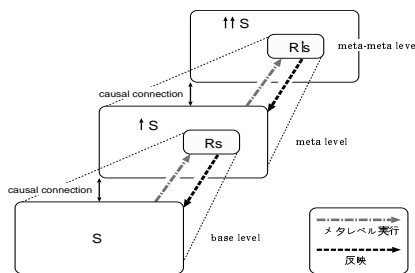 ↑↑S
R↑s
meta-meta level
causal connection
↑S
Rs
meta level
causal connection
S
base level
メタレベル実行
反映